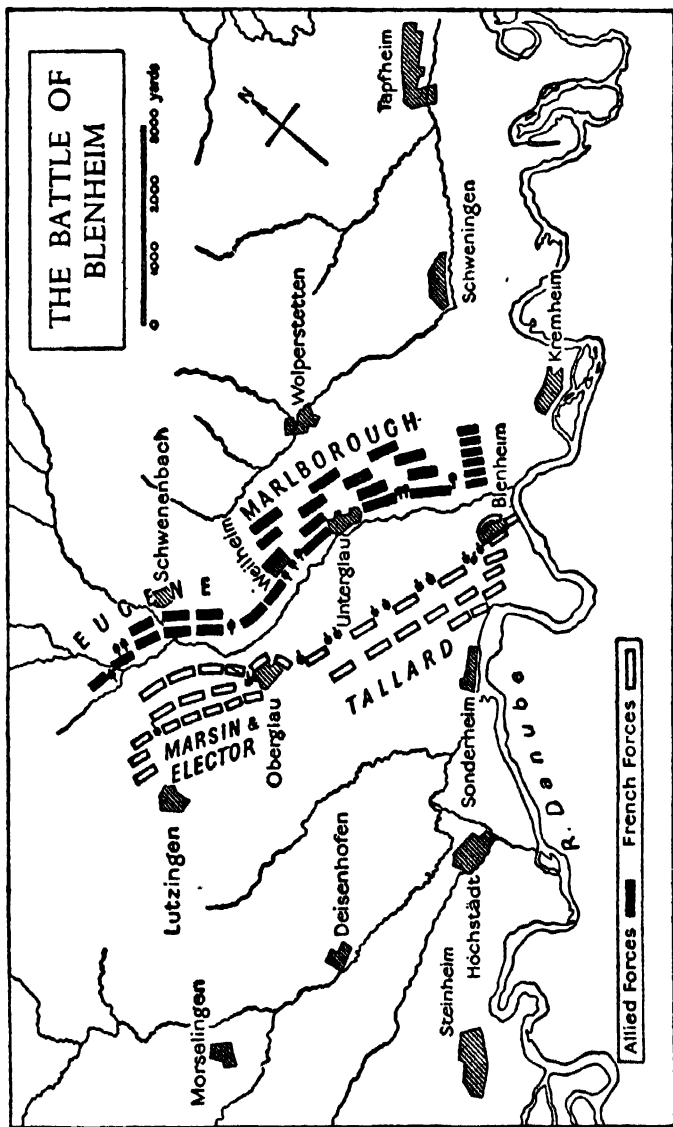 THE BATTLE OF
BLENHEIM
0 1000 2000 3000 yards
N
Tapfheim
Schweningen
Kremheim
Wolperstetten
Schwenenbach
EUGENE
MARLBOROUGH
Weilheim
Unterglau
Blenheim
TALLARD
MARSIN &
ELECTOR
Oberglau
Lutzingen
Sonderheim
R. Danube
Deisenhofen
Höchstädt
Steinheim
Morselingen
Allied Forces French Forces